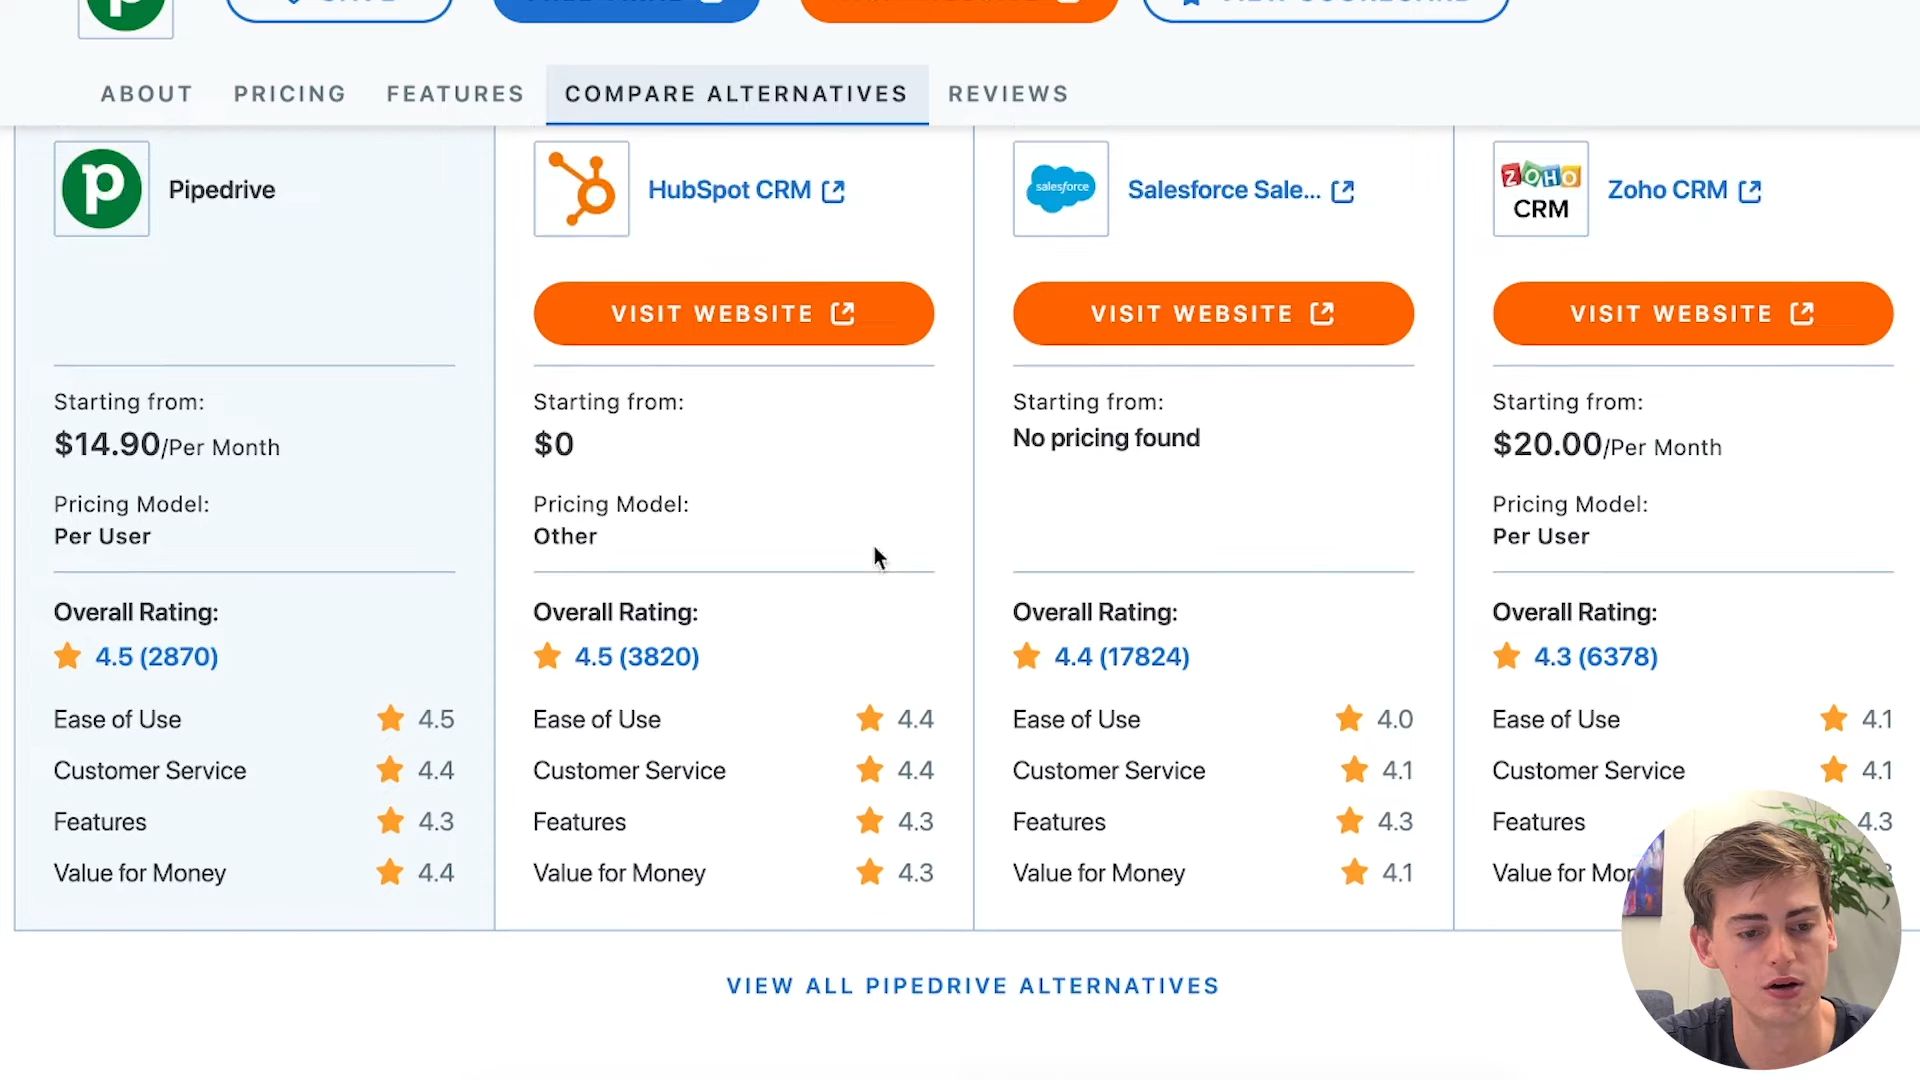 ABOUT PRICING FEATURES COMPARE ALTERNATIVES REVIEWS
Pipedrive
HubSpot CRM
salesforce
Salesforce Sale...
ZOHO
CRM
Zoho CRM
VISIT WEBSITE
VISIT WEBSITE
VISIT WEBSITE
Starting from:
$14.90/Per Month
Pricing Model:
Per User
Starting from:
$0
Pricing Model:
Other
Starting from:
No pricing found
Starting from:
$20.00/Per Month
Pricing Model:
Per User
Overall Rating:
4.5 (2870)
Ease of Use 4.5
Customer Service 4.4
Features 4.3
Value for Money 4.4
Overall Rating:
4.5 (3820)
Ease of Use 4.4
Customer Service 4.4
Features 4.3
Value for Money 4.3
Overall Rating:
4.4 (17824)
Ease of Use 4.0
Customer Service 4.1
Features 4.3
Value for Money 4.1
Overall Rating:
4.3 (6378)
Ease of Use 4.1
Customer Service 4.1
Features 4.3
Value for
VIEW ALL PIPEDRIVE ALTERNATIVES